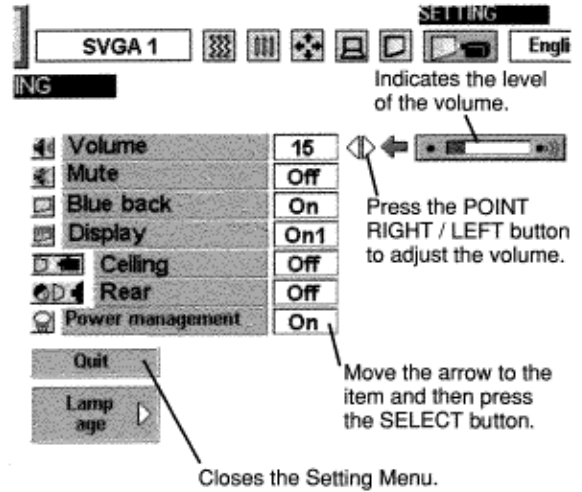 SETTING
SVGA 1
Engli
ING
Indicates the level
of the volume.
Volume 15
Mute Off
Blue back On
Display On1
Ceiling Off
Rear Off
Power management On
Press the POINT
RIGHT / LEFT button
to adjust the volume.
Quit
Lamp
age
Move the arrow to the
item and then press
the SELECT button.
Closes the Setting Menu.